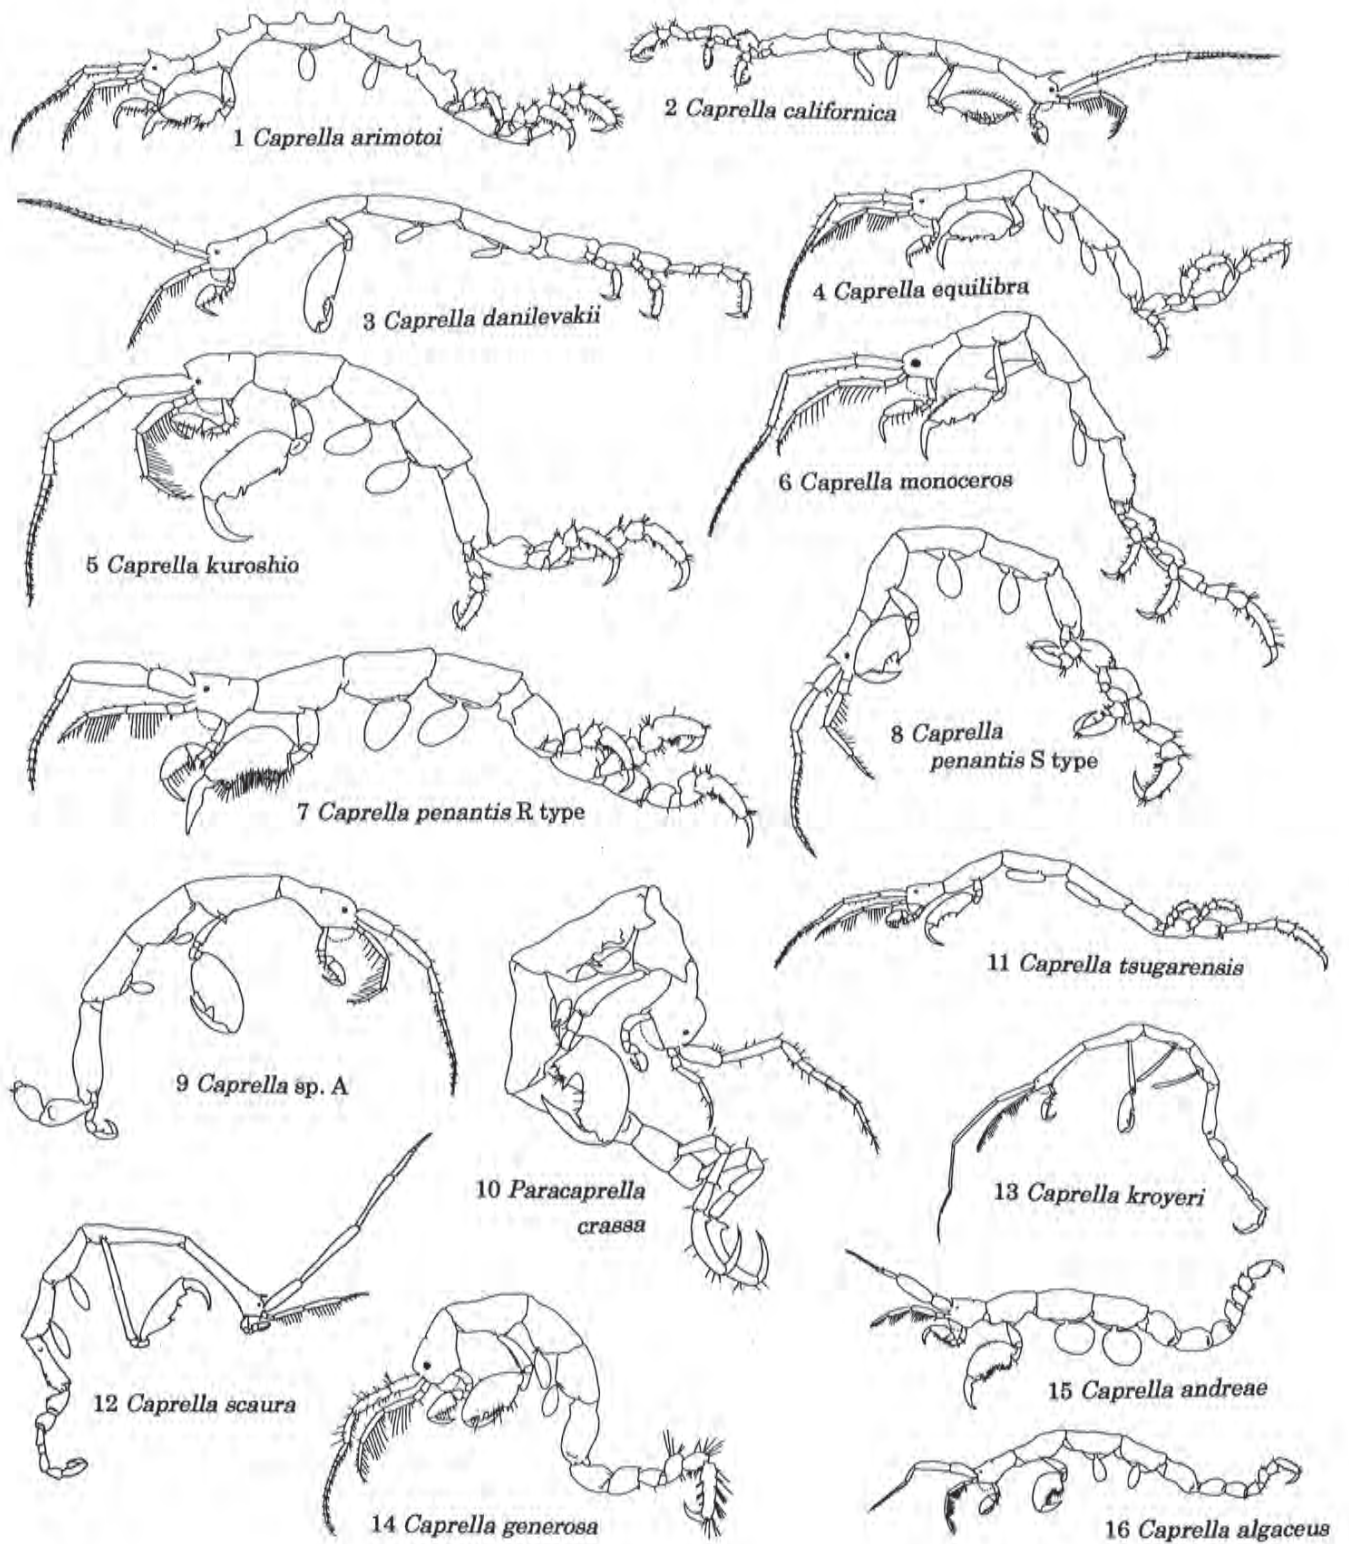 1 Caprella arimotoi
2 Caprella californica
3 Caprella danilevskii
4 Caprella equilibra
5 Caprella kuroshio
6 Caprella monoceros
7 Caprella penantis R type
8 Caprella
penantis S type
9 Caprella sp. A
10 Paracaprella
crassa
11 Caprella tsugarensis
12 Caprella scaura
13 Caprella kroyeri
14 Caprella generosa
15 Caprella andreae
16 Caprella algaceus